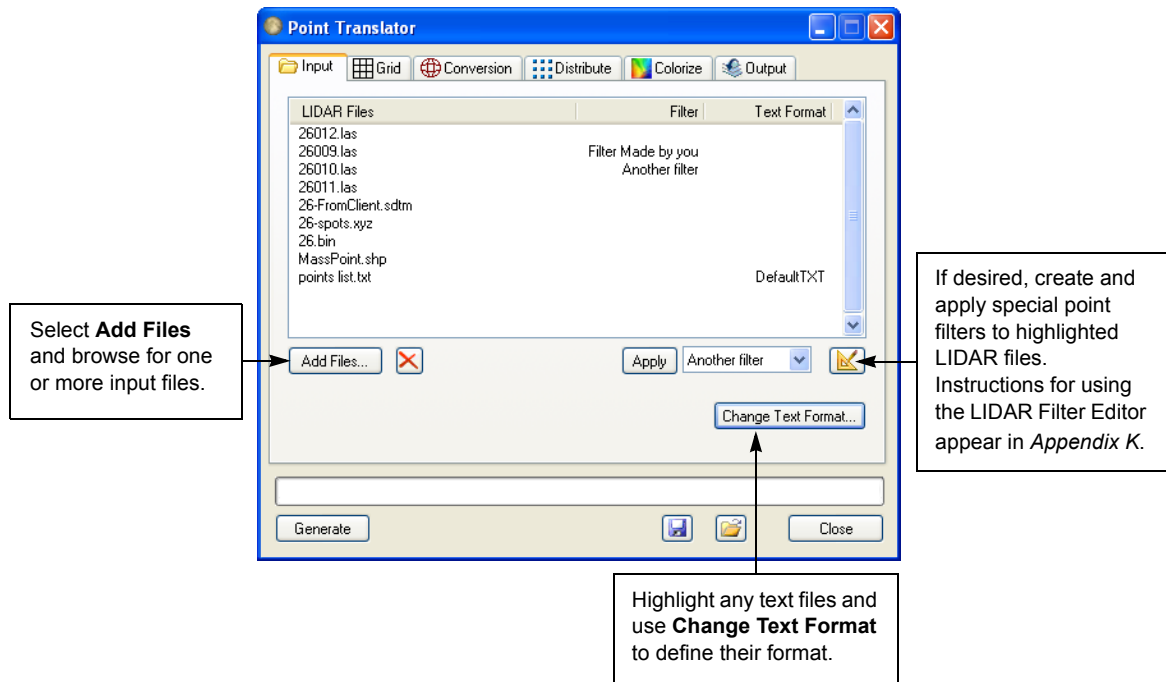 Point Translator
Input Grid Conversion Distribute Colorize Output
LIDAR Files Filter Text Format
26012.las
26009.las Filter Made by you
26010.las Another filter
26011.las
26-FromClient.sdtm
26-spots.xyz
26.bin
MassPoint.shp
points list.txt DefaultTXT
Select Add Files
and browse for one
or more input files.
Add Files... Apply Another filter
Change Text Format...
If desired, create and
apply special point
filters to highlighted
LIDAR files.
Instructions for using
the LIDAR Filter Editor
appear in Appendix K.
Generate Close
Highlight any text files and
use Change Text Format
to define their format.